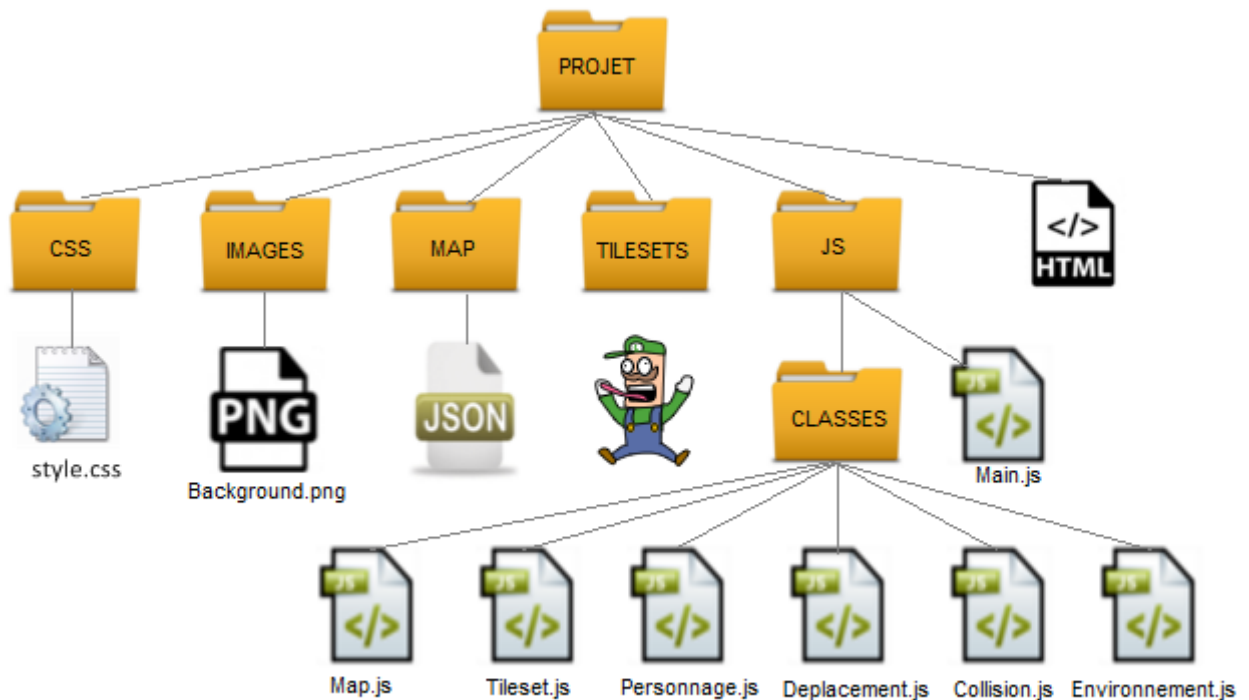 PROJET
CSS
IMAGES
MAP
TILESETS
JS
</>
HTML
style.css
PNG
Background.png
JSON
CLASSES
JS
</>
Main.js
JS
</>
Map.js
JS
</>
Tileset.js
JS
</>
Personnage.js
JS
</>
Deplacement.js
JS
</>
Collision.js
JS
</>
Environnement.js